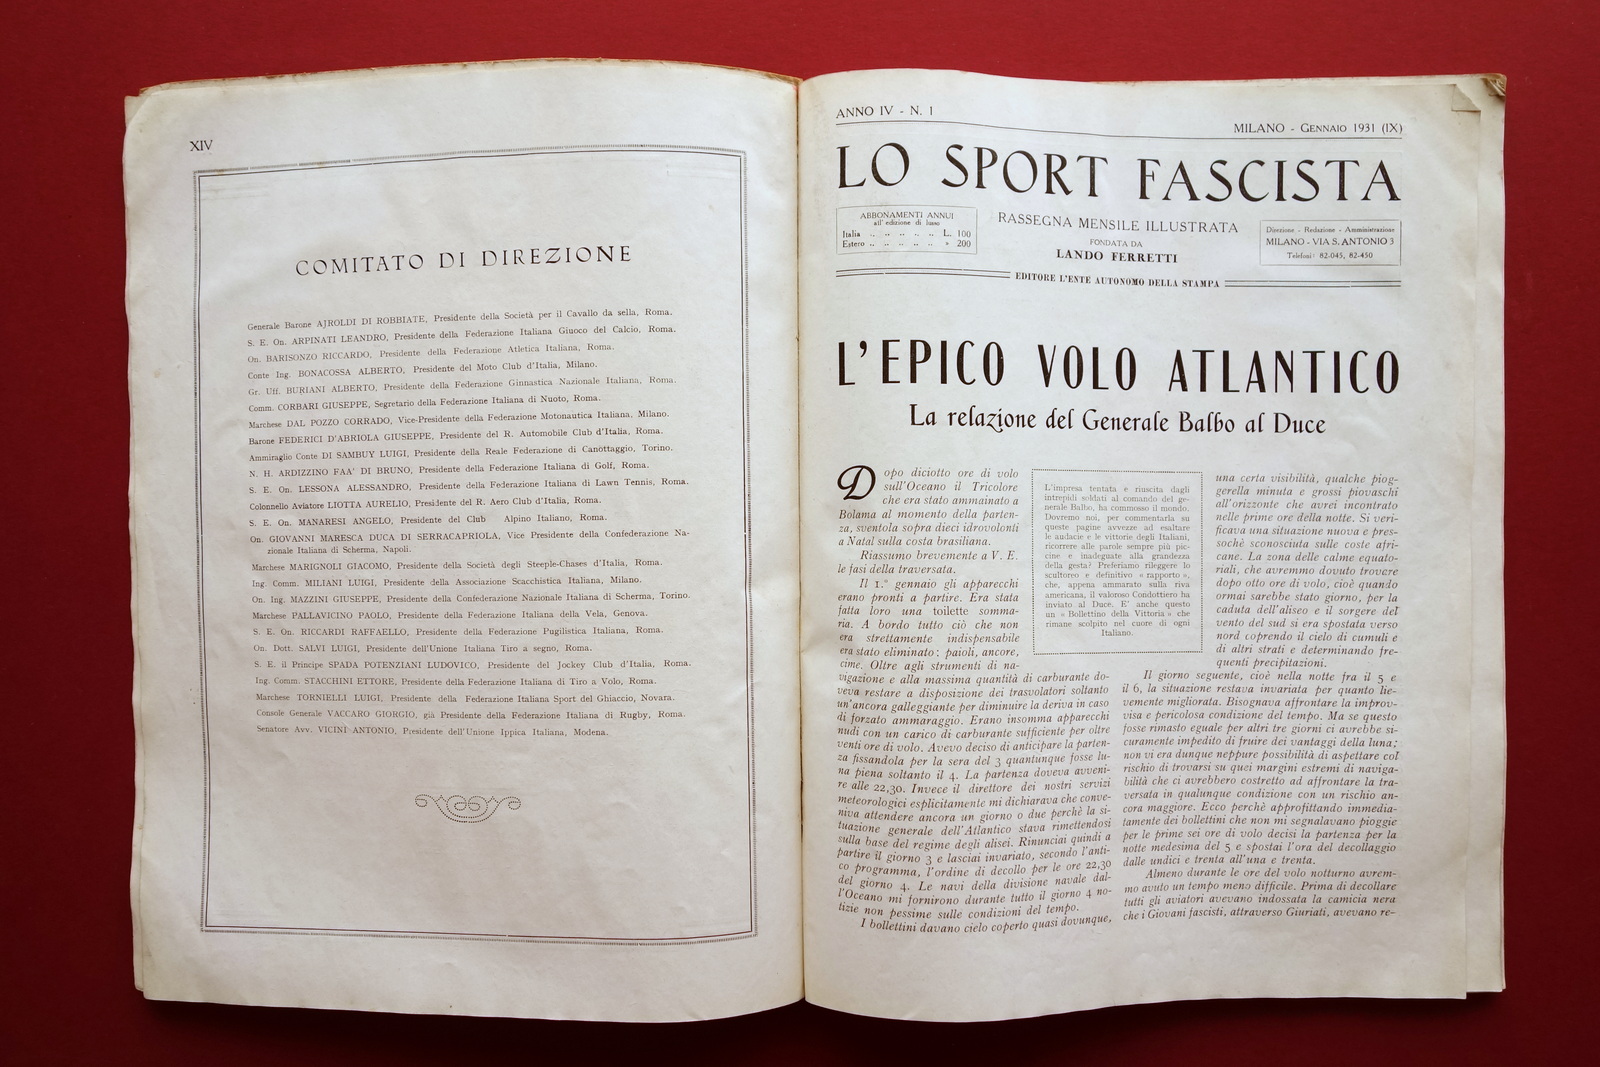 XIV
COMITATO DI DIREZIONE
Generale Barone AJROLDI DI ROBBIATE, Presidente della Società per il Cavallo da sella, Roma.
S. E. On. ARPINATI LEANDRO, Presidente della Federazione Italiana Giuoco del Calcio, Roma.
On. BARISONZO RICCARDO, Presidente della Federazione Atletica Italiana, Roma.
Conte Ing. BONACOSSA ALBERTO, Presidente del Moto Club d'Italia, Milano.
Gr. Uff. BURIANI ALBERTO, Presidente della Federazione Ginnastica Nazionale Italiana, Roma.
Comm. CORBARI GIUSEPPE, Segretario della Federazione Italiana di Nuoto, Roma.
Marchese DAL POZZO CORRADO, Vice-Presidente della Federazione Motonautica Italiana, Milano.
Barone FEDERICI D'ABRIOLA GIUSEPPE, Presidente del R. Automobile Club d'Italia, Roma.
Ammiraglio Conte DI SAMBUY LUIGI, Presidente della Reale Federazione di Canottaggio, Torino.
N. H. ARDIZZINO FAA' DI BRUNO, Presidente della Federazione Italiana di Golf, Roma.
S. E. On. LESSONA ALESSANDRO, Presidente della Federazione Italiana di Lawn Tennis, Roma.
Colonnello Aviatore LIOTTA AURELIO, Presidente del R. Aero Club d'Italia, Roma.
S. E. On. MANARESI ANGELO, Presidente del Club Alpino Italiano, Roma.
On. GIOVANNI MARESCA DUCA DI SERRACAPRIOLA, Vice Presidente della Confederazione Na-
zionale Italiana di Scherma, Napoli.
Marchese MARIGNOLI GIACOMO, Presidente della Società degli Steeple-Chases d'Italia, Roma.
Ing. Comm. MILIANI LUIGI, Presidente della Associazione Scacchistica Italiana, Milano.
On. Ing. MAZZINI GIUSEPPE, Presidente della Confederazione Nazionale Italiana di Scherma, Torino.
Marchese PALLAVICINO PAOLO, Presidente della Federazione Italiana della Vela, Genova.
S. E. On. RICCARDI RAFFAELLO, Presidente della Federazione Pugilistica Italiana, Roma.
On. Dott. SALVI LUIGI, Presidente dell'Unione Italiana Tiro a segno, Roma.
S. E. il Principe SPADA POTENZIANI LUDOVICO, Presidente del Jockey Club d'Italia, Roma.
Ing. Comm. STACCHINI ETTORE, Presidente della Federazione Italiana di Tiro a Volo, Roma.
Marchese TORNIELLI LUIGI, Presidente della Federazione Italiana Sport del Ghiaccio, Novara.
Console Generale VACCARO GIORGIO, già Presidente della Federazione Italiana di Rugby, Roma.
Senatore Avv. VICINI ANTONIO, Presidente dell'Unione Ippica Italiana, Modena.
ANNO IV - N. 1
MILANO - GENNAIO 1931 (IX)
LO SPORT FASCISTA
ABBONAMENTI ANNUI
all' edizione di lusso
Italia .. .. .. .. .. L. 100
Estero .. .. .. .. .. » 200
RASSEGNA MENSILE ILLUSTRATA
FONDATA DA
LANDO FERRETTI
Direzione - Redazione - Amministrazione
MILANO - VIA S. ANTONIO 3
Telefoni: 82-045, 82-450
EDITORE L'ENTE AUTONOMO DELLA STAMPA
L'EPICO VOLO ATLANTICO
La relazione del Generale Balbo al Duce
Dopo diciotto ore di volo
sull'Oceano il Tricolore
che era stato ammainato a
Bolama al momento della parten-
za, sventola sopra dieci idrovolonti
a Natal sulla costa brasiliana.
Riassumo brevemente a V. E.
le fasi della traversata.
Il 1.° gennaio gli apparecchi
erano pronti a partire. Era stata
fatta loro una toilette somma-
ria. A bordo tutto ciò che non
era strettamente indispensabile
era stato eliminato: paioli, ancore,
cime. Oltre agli strumenti di na-
vigazione e alla massima quantità di carburante do-
veva restare a disposizione dei trasvolatori soltanto
un'ancora galleggiante per diminuire la deriva in caso
di forzato ammaraggio. Erano insomma apparecchi
nudi con un carico di carburante sufficiente per oltre
venti ore di volo. Avevo deciso di anticipare la parten-
za fissandola per la sera del 3 quantunque fosse lu-
na piena soltanto il 4. La partenza doveva avveni-
re alle 22,30. Invece il direttore dei nostri servizi
meteorologici esplicitamente mi dichiarava che conve-
niva attendere ancora un giorno o due perchè la si-
tuazione generale dell'Atlantico stava rimettendosi
sulla base del regime degli alisei. Rinunciai quindi a
partire il giorno 3 e lasciai invariato, secondo l'anti-
co programma, l'ordine di decollo per le ore 22,30
del giorno 4. Le navi della divisione navale dal-
l'Oceano mi fornirono durante tutto il giorno 4 no-
tizie non pessime sulle condizioni del tempo.
I bollettini davano cielo coperto quasi dovunque,
L'impresa tentata e riuscita dagli
intrepidi soldati al comando del ge-
nerale Balbo, ha commosso il mondo.
Dovremo noi, per commentarla su
queste pagine avvezze ad esaltare
le audacie e le vittorie degli Italiani,
ricorrere alle parole sempre più pic-
cine e inadeguate alla grandezza
della gesta? Preferiamo rileggere lo
scultoreo e definitivo « rapporto »,
che, appena ammarato sulla riva
americana, il valoroso Condottiero ha
inviato al Duce. E' anche questo
un « Bollettino della Vittoria » che
rimane scolpito nel cuore di ogni
Italiano.
una certa visibilità, qualche piog-
gerella minuta e grossi piovaschi
all'orizzonte che avrei incontrato
nelle prime ore della notte. Si veri-
ficava una situazione nuova e pres-
sochè sconosciuta sulle coste afri-
cane. La zona delle calme equato-
riali, che avremmo dovuto trovare
dopo otto ore di volo, cioè quando
ormai sarebbe stato giorno, per la
caduta dell'aliseo e il sorgere del
vento del sud si era spostata verso
nord coprendo il cielo di cumuli e
di altri strati e determinando fre-
quenti precipitazioni.
Il giorno seguente, cioè nella notte fra il 5 e
il 6, la situazione restava invariata per quanto lie-
vemente migliorata. Bisognava affrontare la improv-
visa e pericolosa condizione del tempo. Ma se questo
fosse rimasto eguale per altri tre giorni ci avrebbe si-
curamente impedito di fruire dei vantaggi della luna;
non vi era dunque neppure possibilità di aspettare col
rischio di trovarsi su quei margini estremi di naviga-
bilità che ci avrebbero costretto ad affrontare la tra-
versata in qualunque condizione con un rischio an-
cora maggiore. Ecco perchè approfittando immedia-
tamente dei bollettini che non mi segnalavano pioggie
per le prime sei ore di volo decisi la partenza per la
notte medesima del 5 e spostai l'ora del decollaggio
dalle undici e trenta all'una e trenta.
Almeno durante le ore del volo notturno avrem-
mo avuto un tempo meno difficile. Prima di decollare
tutti gli aviatori avevano indossata la camicia nera
che i Giovani fascisti, attraverso Giuriati, avevano re-